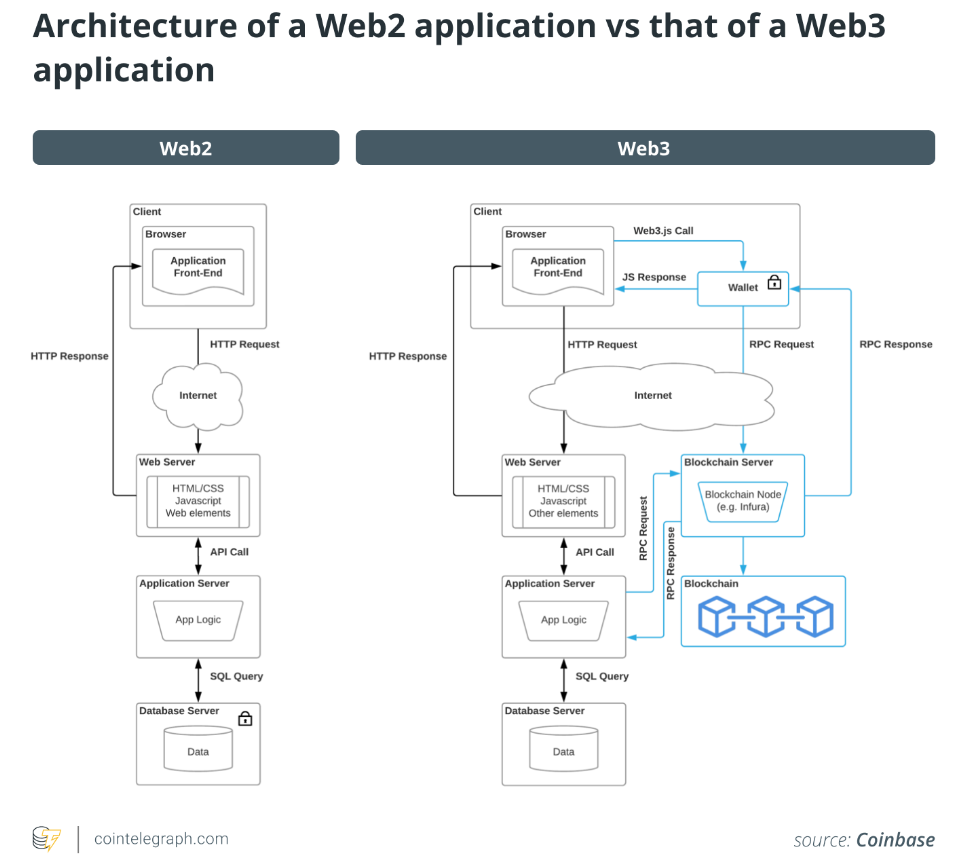 Architecture of a Web2 application vs that of a Web3
application
Web2
Web3
Client
Browser
Application
Front-End
HTTP Response
HTTP Request
Internet
Web Server
HTML/CSS
Javascript
Web elements
API Call
Application Server
App Logic
SQL Query
Database Server
Data
Client
Browser
Application
Front-End
Web3.js Call
JS Response
Wallet
HTTP Response
HTTP Request
RPC Request
RPC Response
Internet
Web Server
HTML/CSS
Javascript
Other elements
Blockchain Server
Blockchain Node
(e.g. Infura)
RPC Request
RPC Response
API Call
Application Server
App Logic
Blockchain
SQL Query
Database Server
Data
cointelegraph.com
source: Coinbase